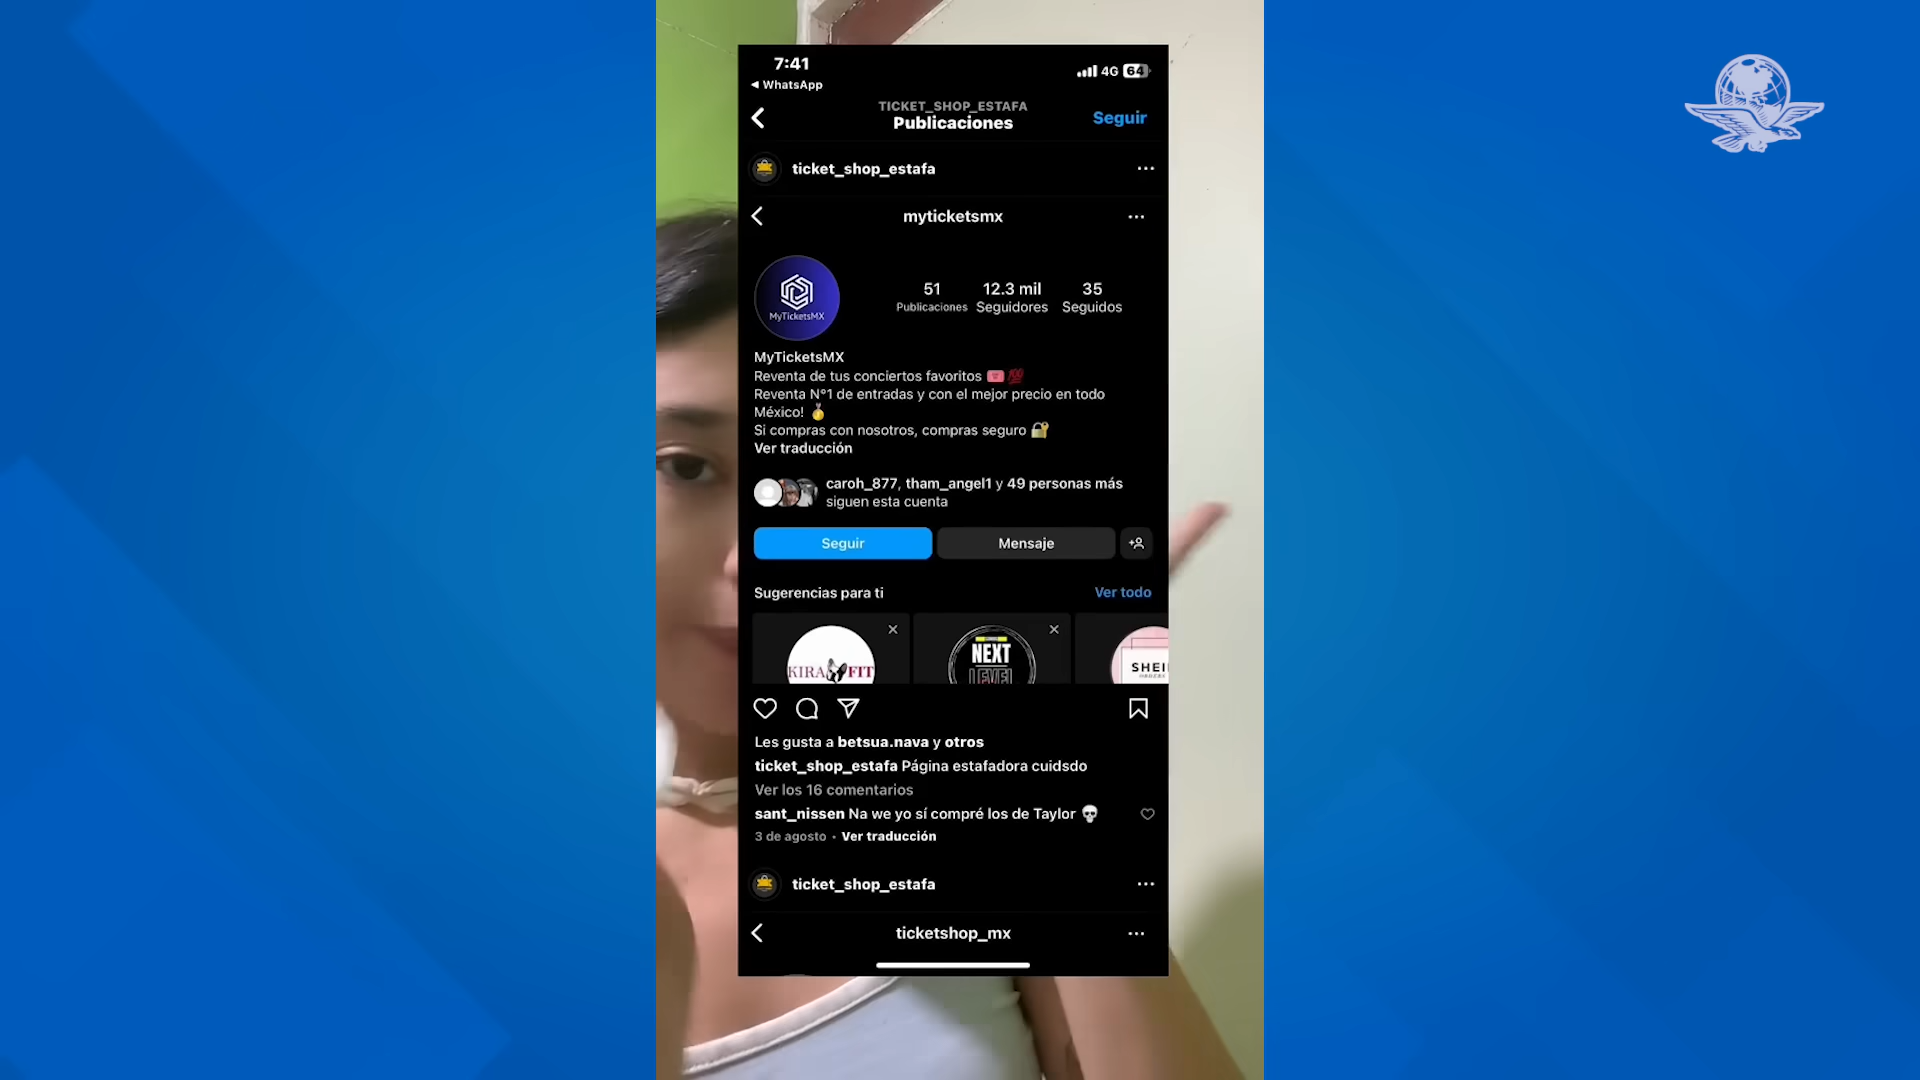 7:41
4G 64
◄ WhatsApp
TICKET_SHOP_ESTAFA
Publicaciones
Seguir
ticket_shop_estafa
myticketsmx
MyTicketsMX
51
12.3 mil
35
Publicaciones
Seguidores
Seguidos
MyTicketsMX
Reventa de tus conciertos favoritos 🎟️💯
Reventa N°1 de entradas y con el mejor precio en todo
México! 🏅
Si compras con nosotros, compras seguro 🔐
Ver traducción
caroh_877, tham_angel1 y 49 personas más
siguen esta cuenta
Seguir
Mensaje
Sugerencias para ti
Ver todo
KIRA FIT
NEXT
LEVEL
SHEI
Les gusta a betsua.nava y otros
ticket_shop_estafa Página estafadora cuidsdo
Ver los 16 comentarios
sant_nissen Na we yo sí compré los de Taylor 💀
3 de agosto · Ver traducción
ticket_shop_estafa
ticketshop_mx